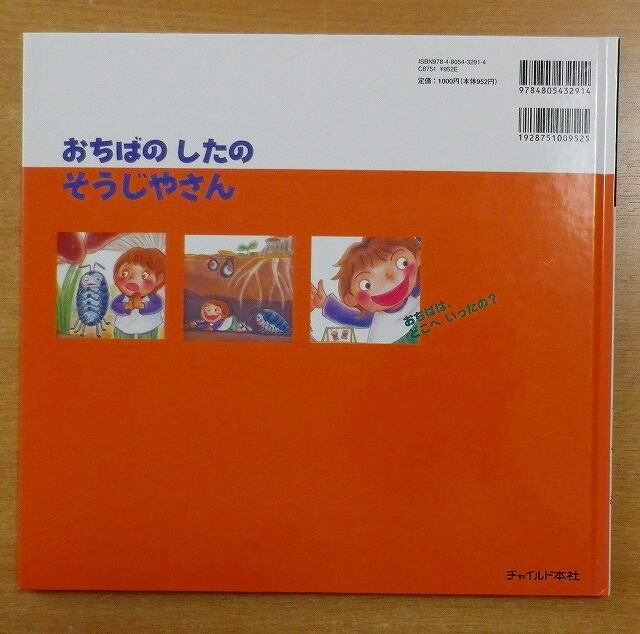 ISBN978-4-8054-3291-4
C8751 ¥952E
定価：1000円（本体952円）
9784805432914
1928751009525
おちばの したの
そうじやさん
おちばは、
どこへ いったの？
チャイルド本社